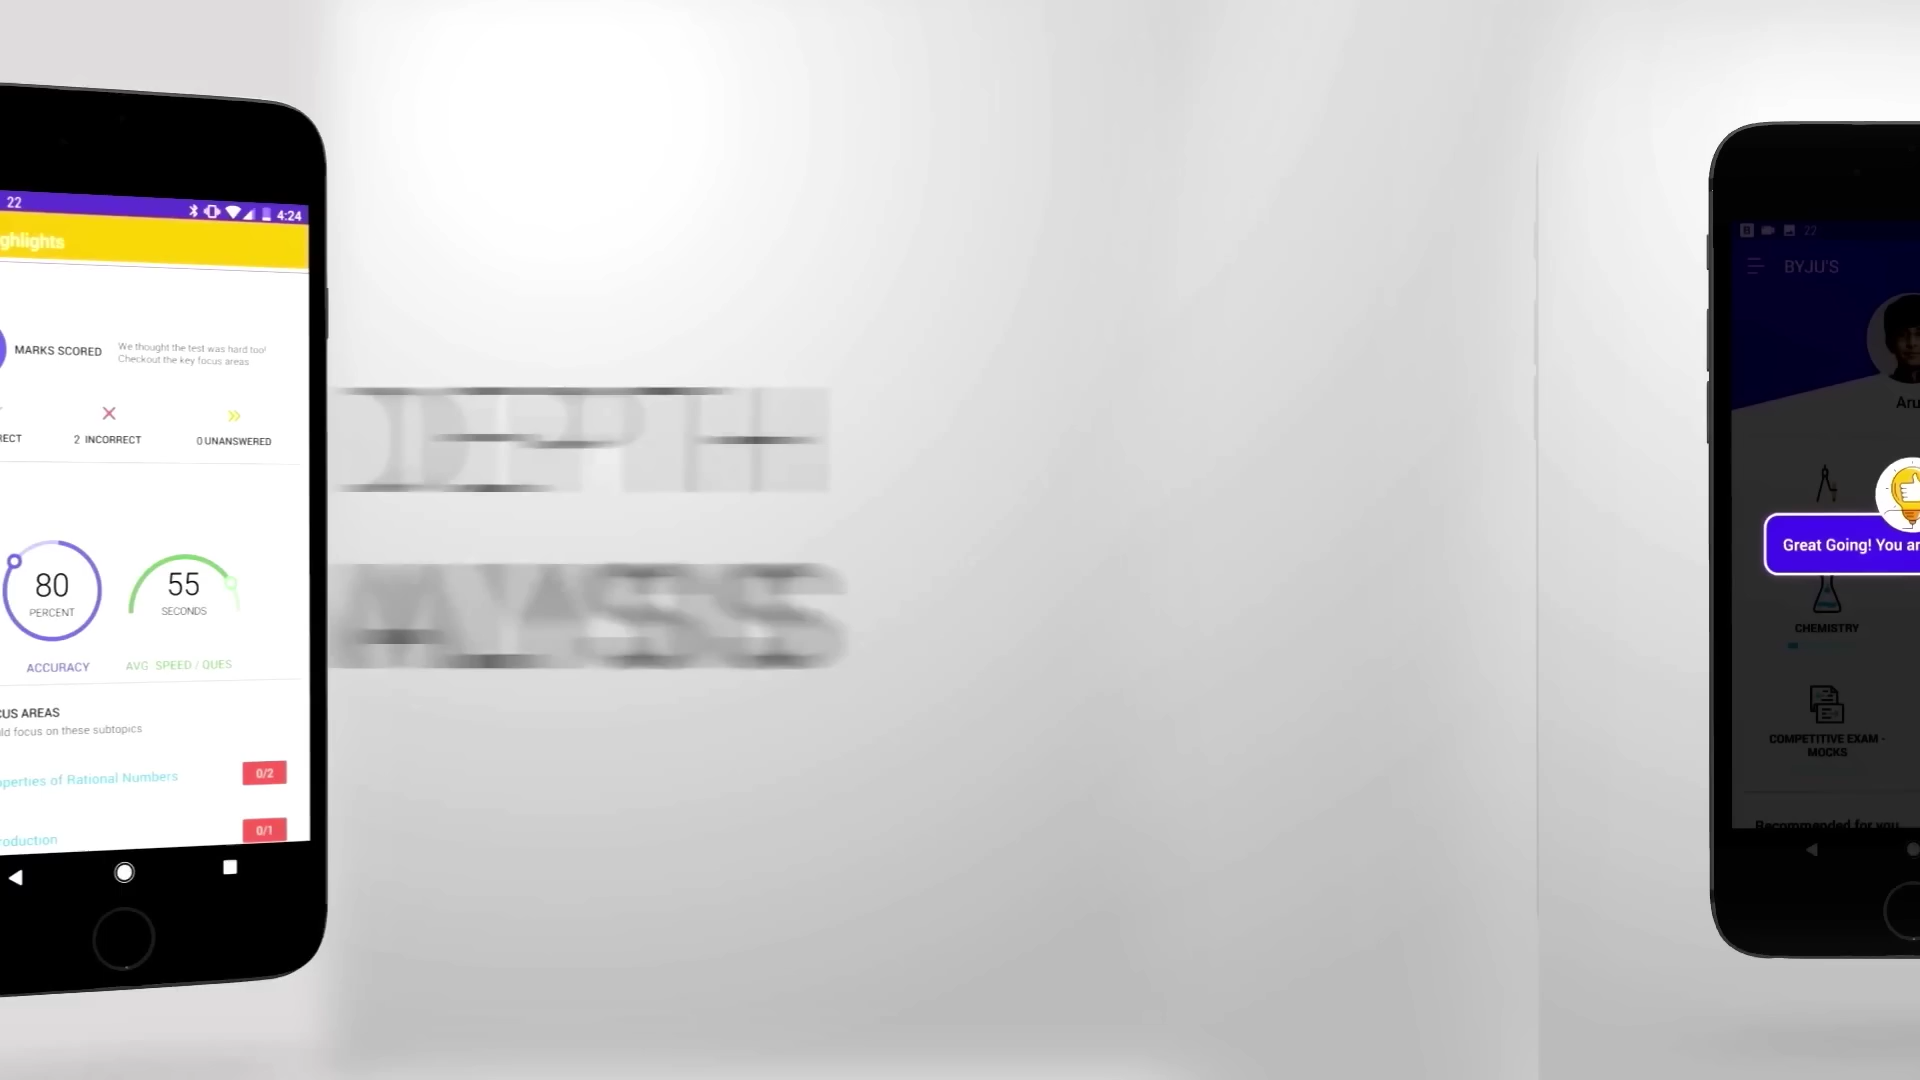 22
4:24
ghlights
MARKS SCORED
We thought the test was hard too!
Checkout the key focus areas
RECT
2 INCORRECT
0 UNANSWERED
80
PERCENT
55
SECONDS
ACCURACY
AVG SPEED / QUES
CUS AREAS
ld focus on these subtopics
perties of Rational Numbers
0/2
roduction
0/1
DEPTH
22
BYJU'S
Aru
Great Going! You ar
CHEMISTRY
COMPETITIVE EXAM -
MOCKS
Recommended for you